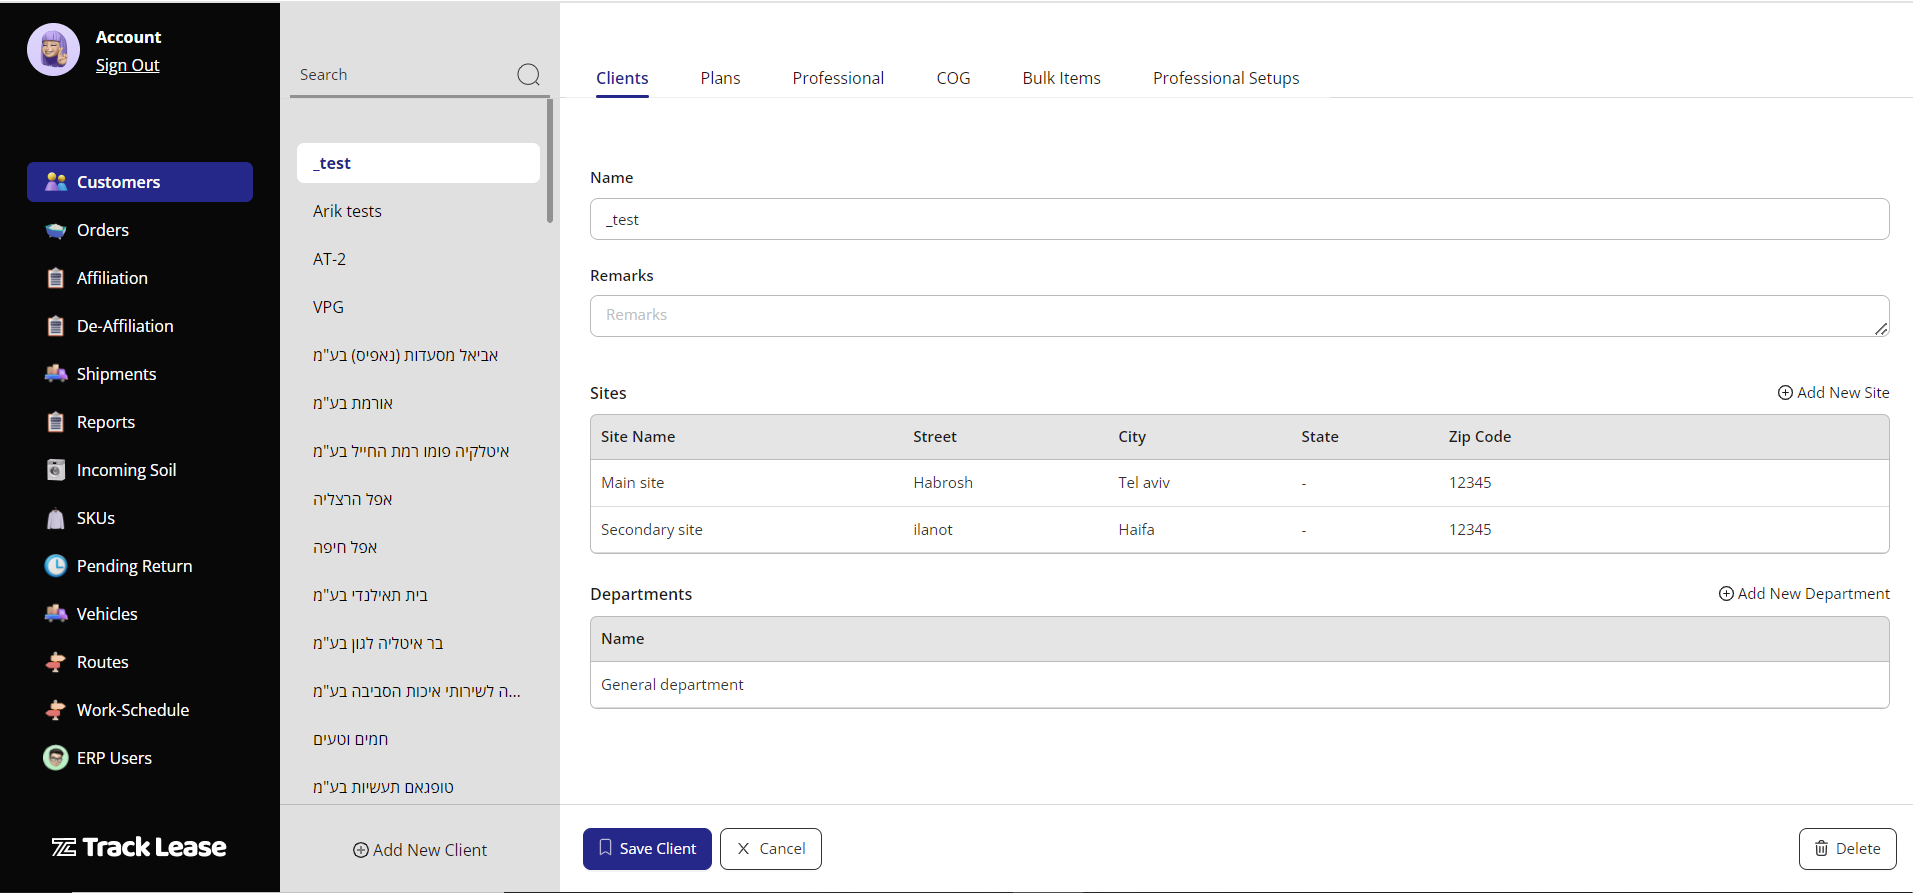 Account
Sign Out
Customers
Orders
Affiliation
De-Affiliation
Shipments
Reports
Incoming Soil
SKUs
Pending Return
Vehicles
Routes
Work-Schedule
ERP Users
Track Lease
Search
_test
Arik tests
AT-2
VPG
אביאל מסעדות (נאפיס) בע"מ
אורמת בע"מ
איטלקיה פומו רמת החייל בע"מ
אפל הרצליה
אפל חיפה
בית תאילנדי בע"מ
בר איטליה לגון בע"מ
ה לשירותי איכות הסביבה בע"מ...
חמים וטעים
טופגאם תעשיות בע"מ
Add New Client
Clients Plans Professional COG Bulk Items Professional Setups
Name
_test
Remarks
Remarks
Sites Add New Site
Site Name Street City State Zip Code
Main site Habrosh Tel aviv - 12345
Secondary site ilanot Haifa - 12345
Departments Add New Department
Name
General department
Save Client Cancel Delete